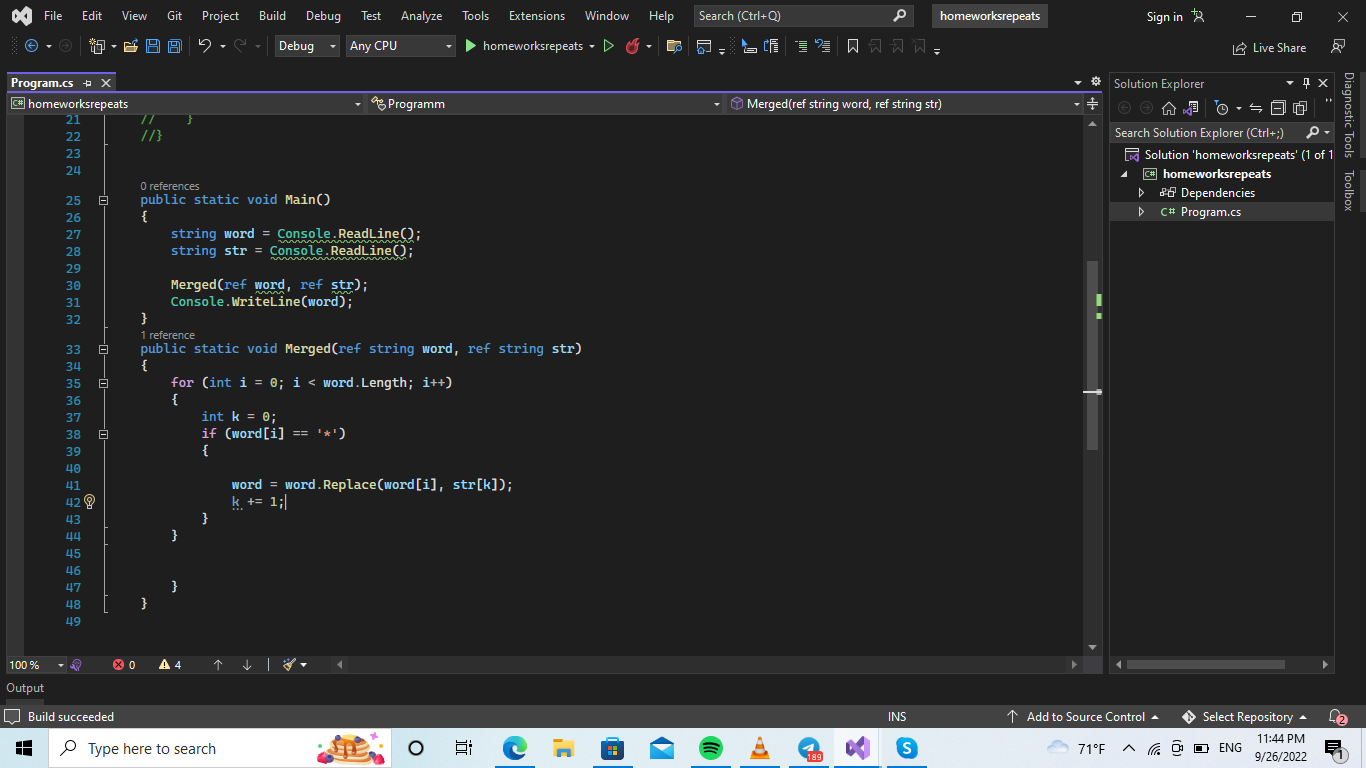 File Edit View Git Project Build Debug Test Analyze Tools Extensions Window Help Search (Ctrl+Q) homeworksrepeats Sign in
Debug Any CPU homeworksrepeats Live Share
Program.cs
Solution Explorer
homeworksrepeats Programm Merged(ref string word, ref string str)
Search Solution Explorer (Ctrl+;)
Solution 'homeworksrepeats' (1 of 1
homeworksrepeats
Dependencies
C# Program.cs
Diagnostic Tools
Toolbox
21 // }
22 //}
23
24
0 references
25 public static void Main()
26 {
27 string word = Console.ReadLine();
28 string str = Console.ReadLine();
29
30 Merged(ref word, ref str);
31 Console.WriteLine(word);
32 }
1 reference
33 public static void Merged(ref string word, ref string str)
34 {
35 for (int i = 0; i < word.Length; i++)
36 {
37 int k = 0;
38 if (word[i] == '*')
39 {
40
41 word = word.Replace(word[i], str[k]);
42 k += 1;
43 }
44 }
45
46
47 }
48 }
49
100 % 0 4
Output
Build succeeded INS Add to Source Control Select Repository 2
Type here to search 189 71°F ENG 11:44 PM
9/26/2022 1